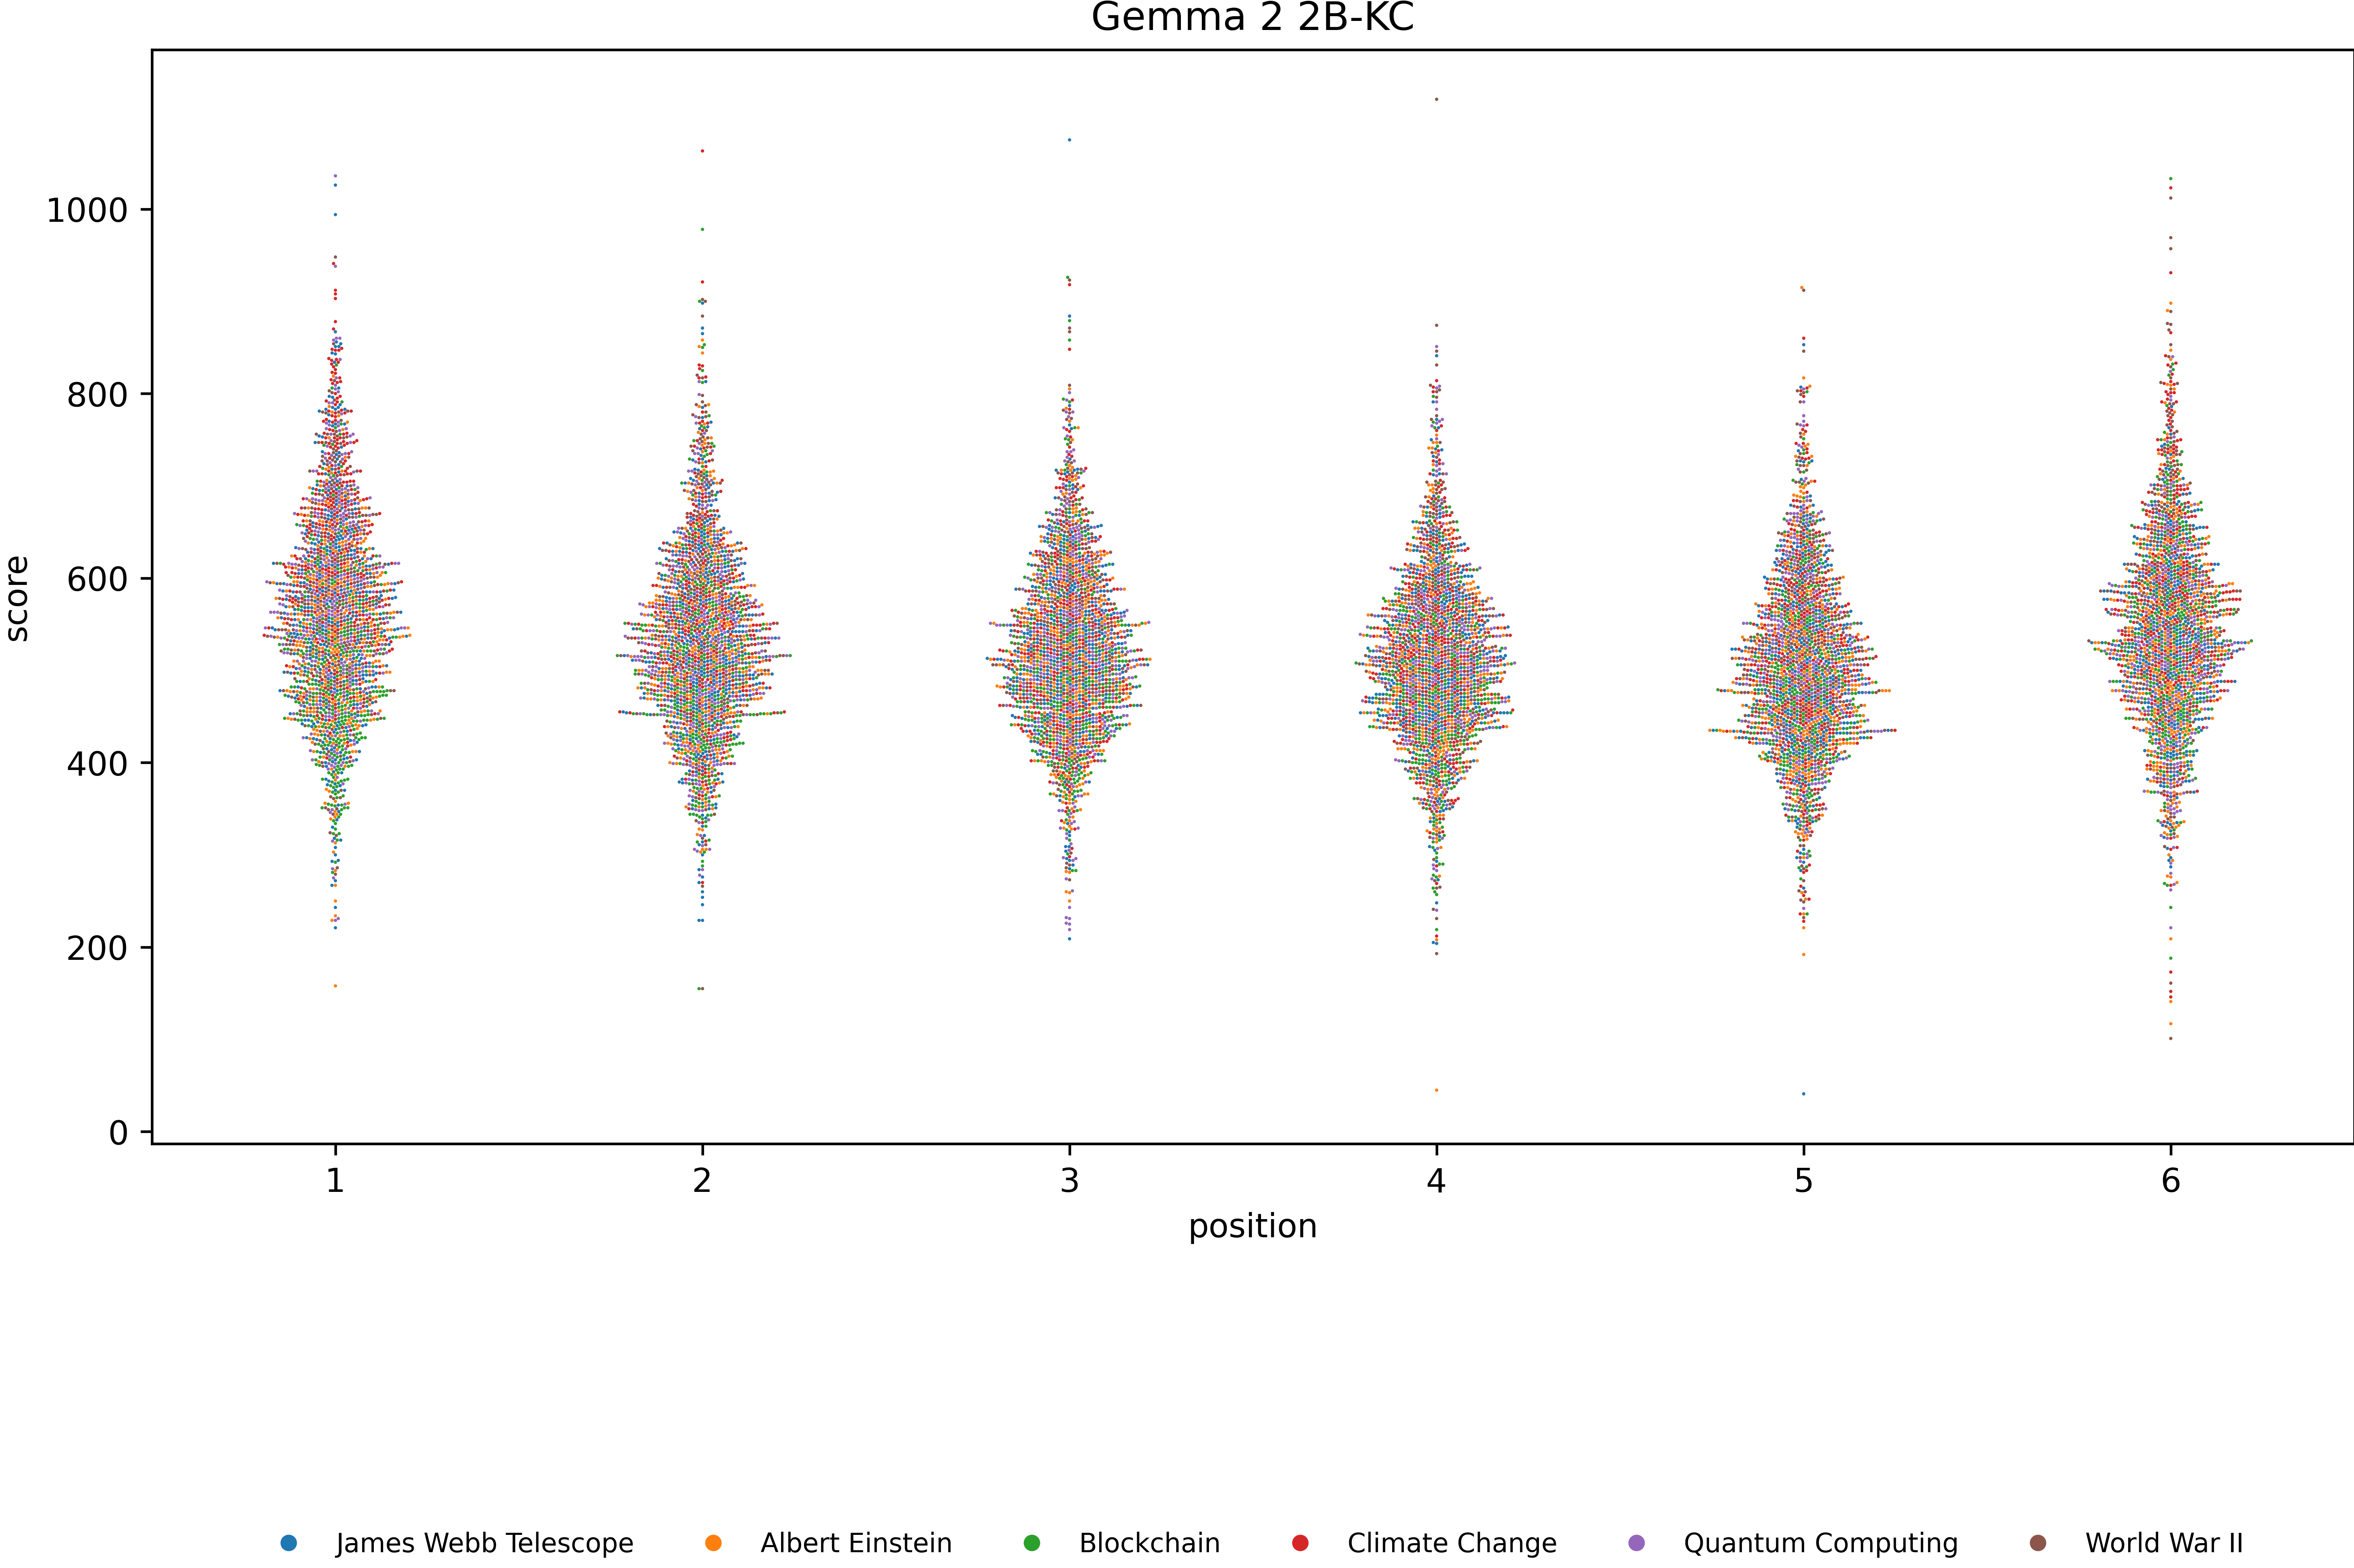 Gemma 2 2B-KC
score
1000
800
600
400
200
0
1 2 3 4 5 6
position
James Webb Telescope Albert Einstein Blockchain Climate Change Quantum Computing World War II